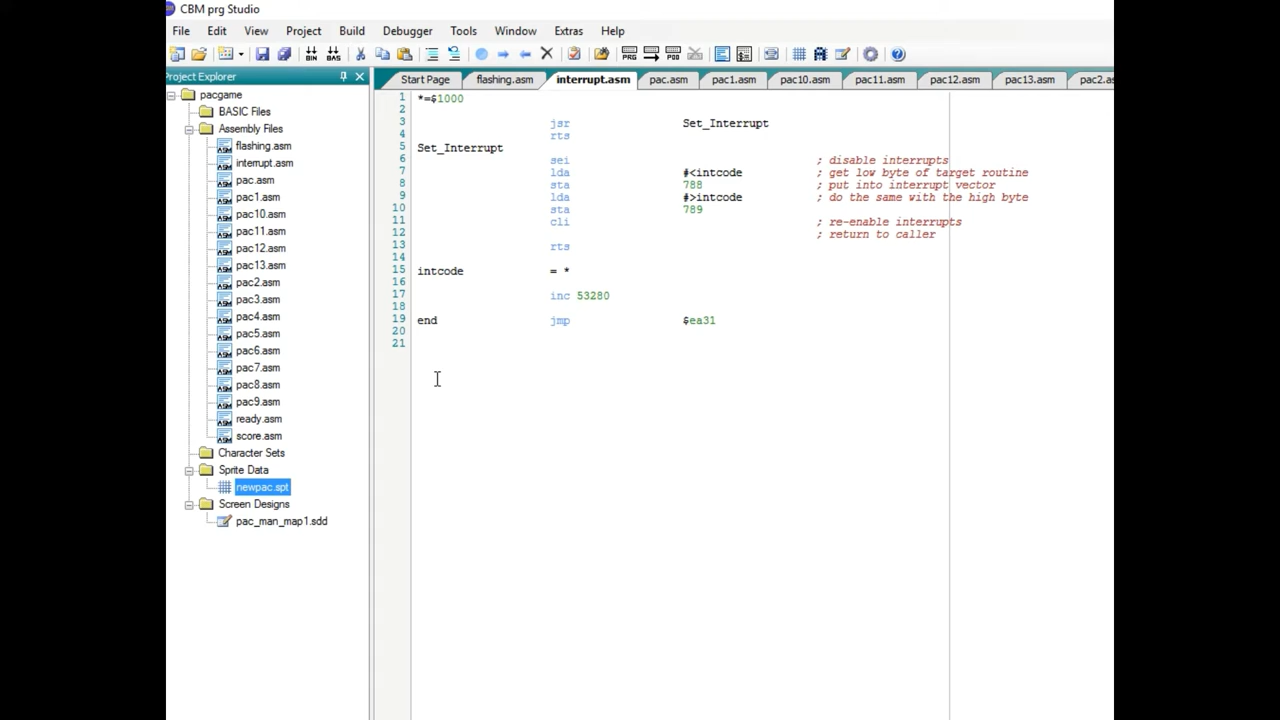 CBM prg Studio
File Edit View Project Build Debugger Tools Window Extras Help
Project Explorer
Start Page flashing.asm interrupt.asm pac.asm pac1.asm pac10.asm pac11.asm pac12.asm pac13.asm pac2.as
pacgame
BASIC Files
Assembly Files
flashing.asm
interrupt.asm
pac.asm
pac1.asm
pac10.asm
pac11.asm
pac12.asm
pac13.asm
pac2.asm
pac3.asm
pac4.asm
pac5.asm
pac6.asm
pac7.asm
pac8.asm
pac9.asm
ready.asm
score.asm
Character Sets
Sprite Data
newpac.spt
Screen Designs
pac_man_map1.sdd
1 *=$1000
2
3 jsr Set_Interrupt
4 rts
5 Set_Interrupt
6 sei ; disable interrupts
7 lda #<intcode ; get low byte of target routine
8 sta 788 ; put into interrupt vector
9 lda #>intcode ; do the same with the high byte
10 sta 789
11 cli ; re-enable interrupts
12 ; return to caller
13 rts
14
15 intcode = *
16
17 inc 53280
18
19 end jmp $ea31
20
21